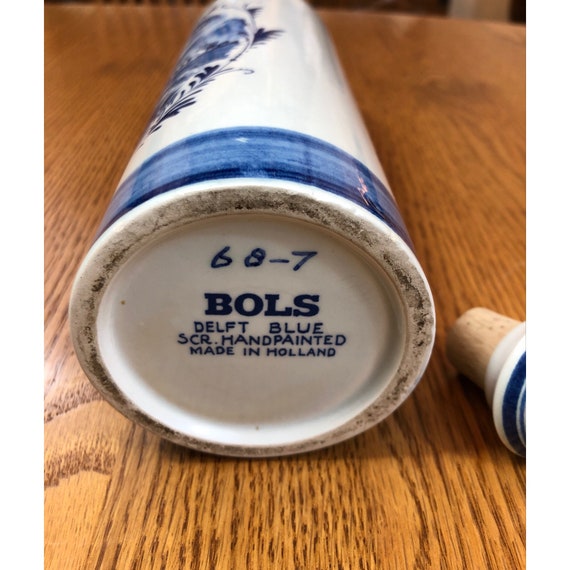 68-7
BOLS
DELFT BLUE
SCR. HANDPAINTED
MADE IN HOLLAND